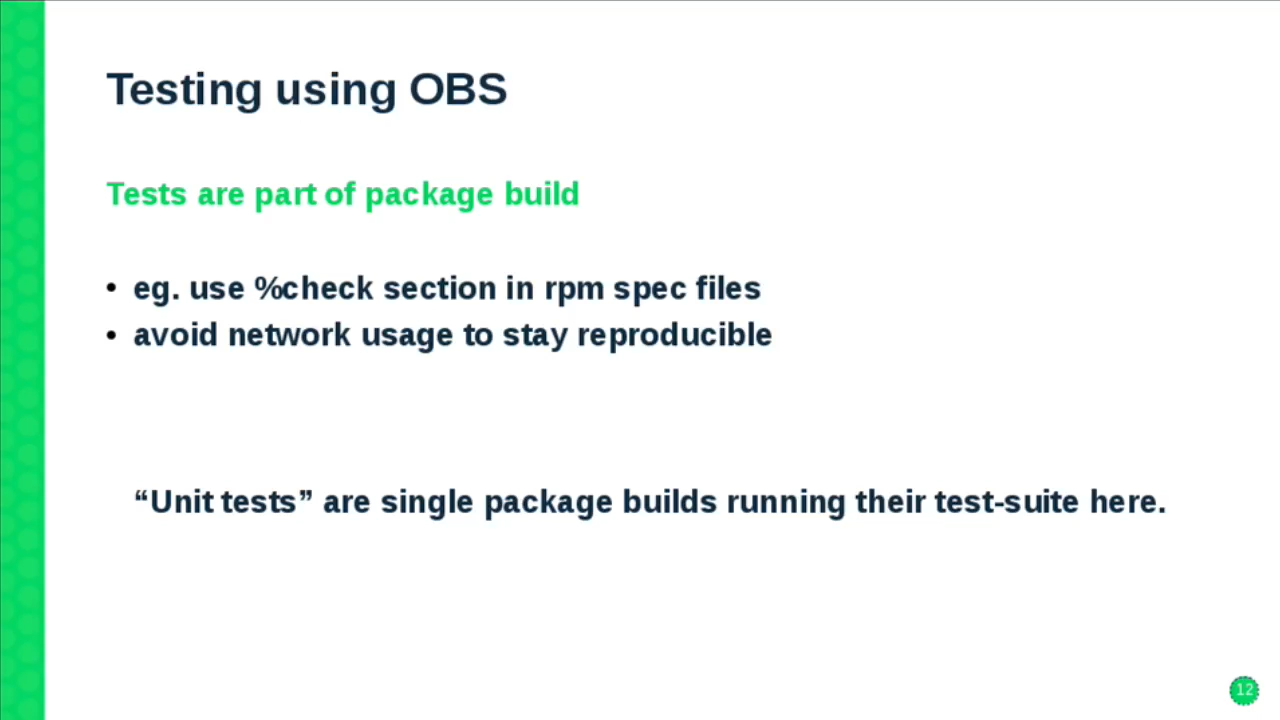 Testing using OBS
Tests are part of package build
• eg. use %check section in rpm spec files
• avoid network usage to stay reproducible
“Unit tests” are single package builds running their test-suite here.
12